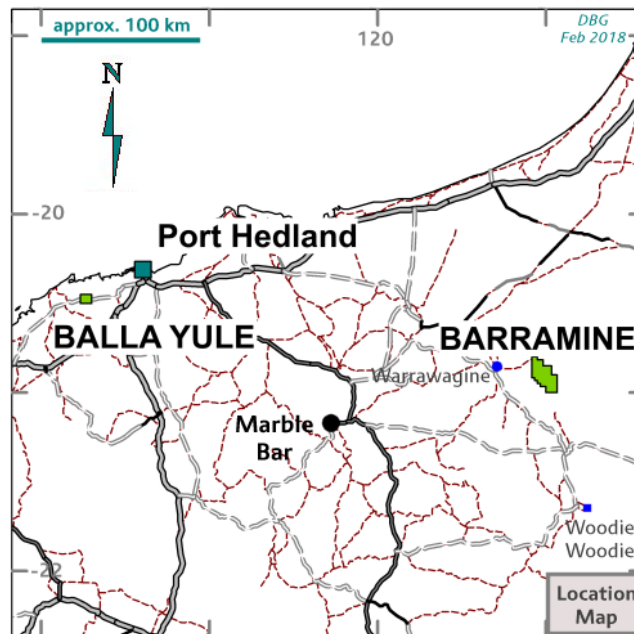 approx. 100 km
120
DBG
Feb 2018
N
-20
Port Hedland
BALLA YULE
BARRAMINE
Warrawagine
Marble
Bar
Woodie
Woodie
-22
Location
Map